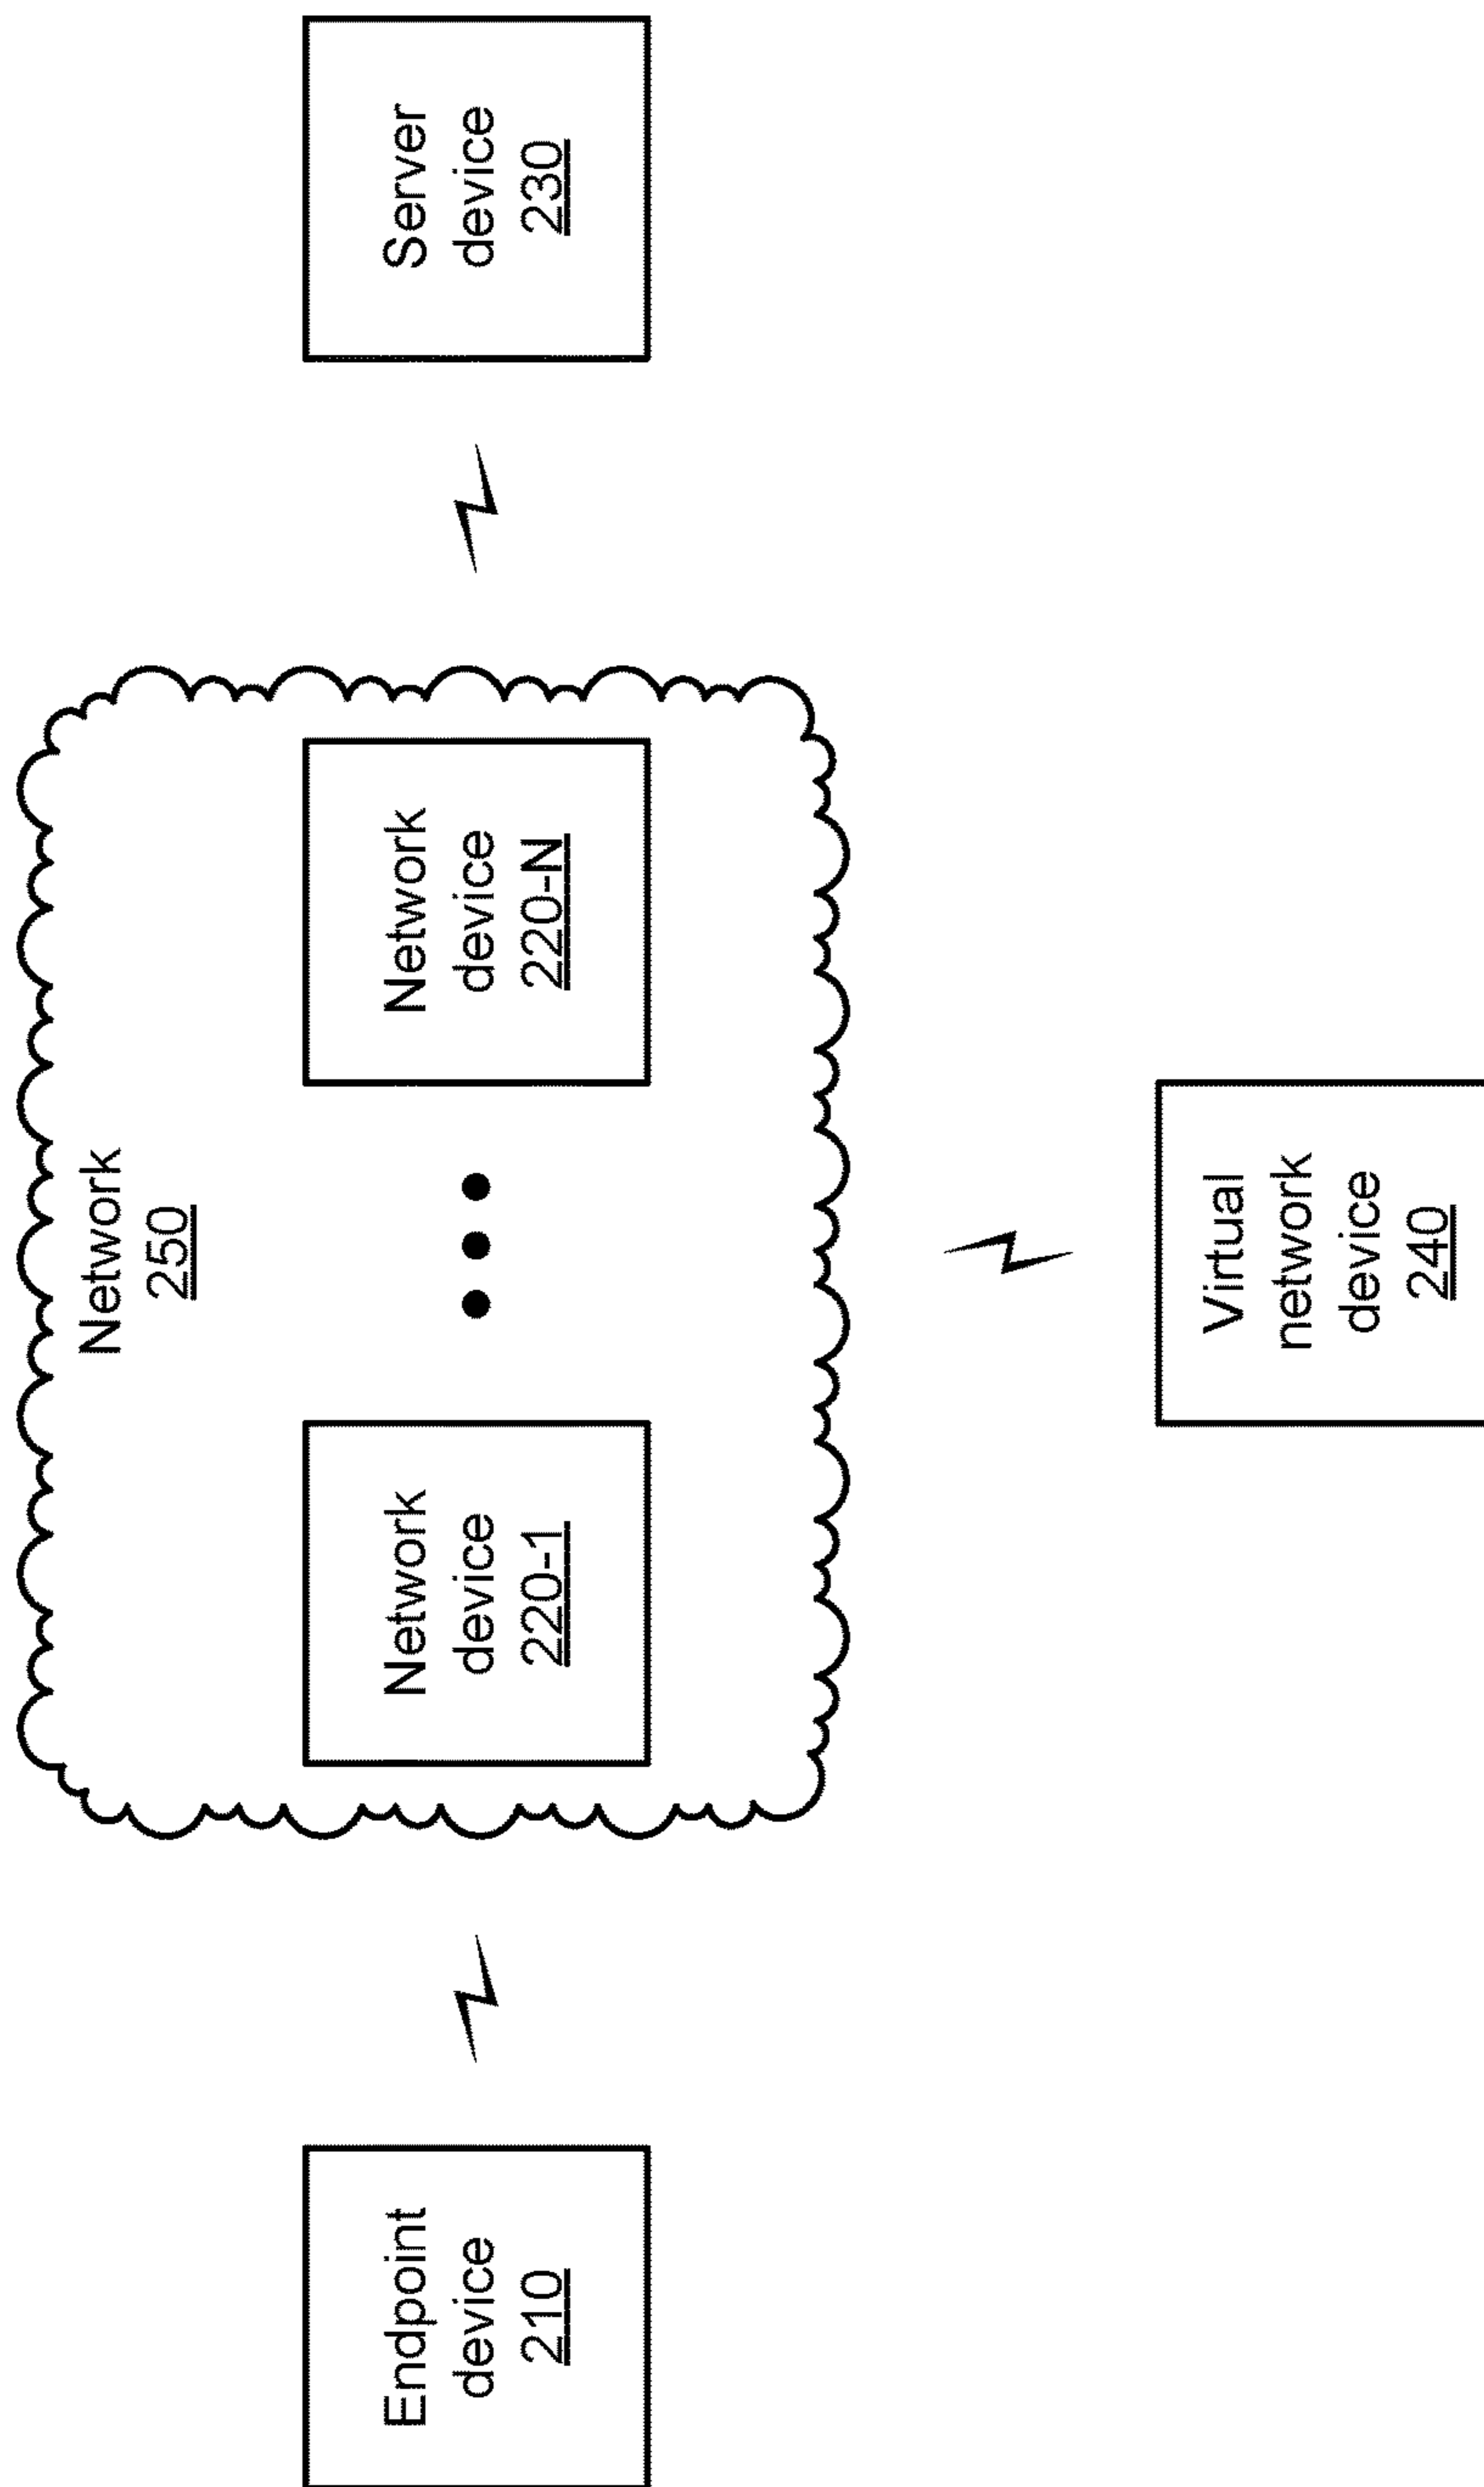 Network
250
Endpoint
device
210
Network
device
220-1
Network
device
220-N
Server
device
230
Virtual
network
device
240